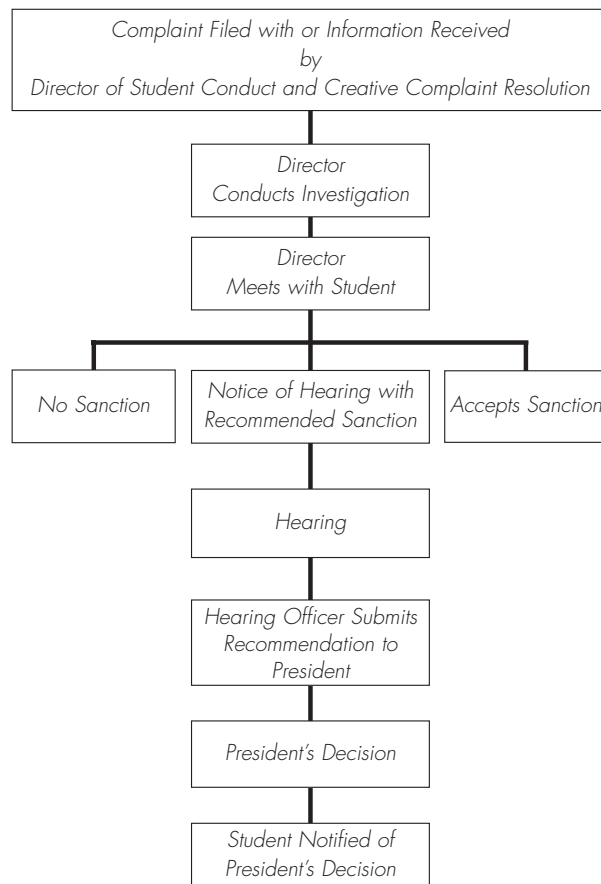 Complaint Filed with or Information Received
by
Director of Student Conduct and Creative Complaint Resolution
Director
Conducts Investigation
Director
Meets with Student
No Sanction
Notice of Hearing with
Recommended Sanction
Accepts Sanction
Hearing
Hearing Officer Submits
Recommendation to
President
President's Decision
Student Notified of
President's Decision